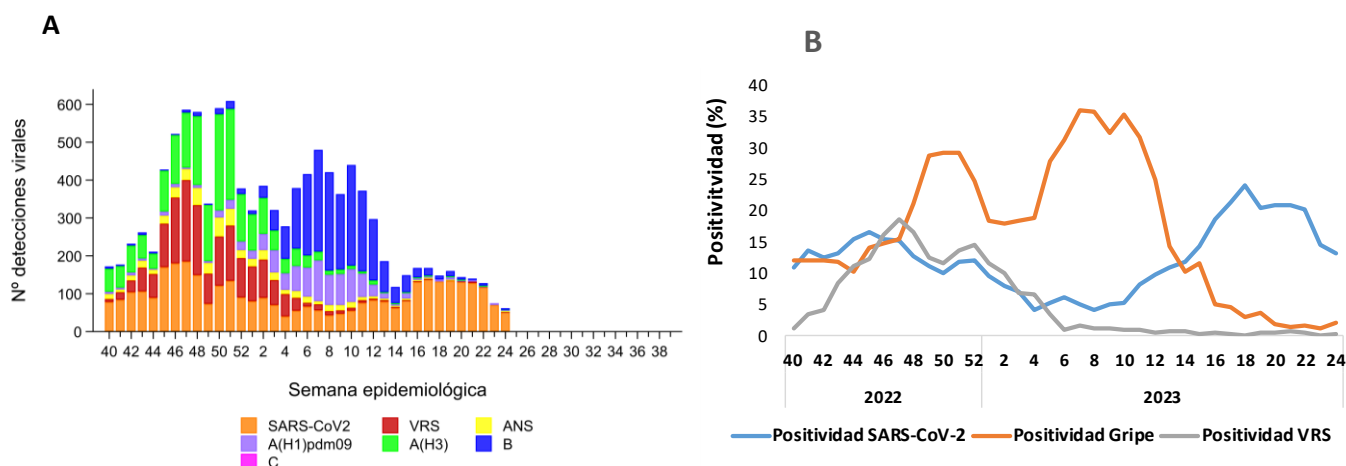 A
Nº detecciones virales
600
500
400
300
200
100
0
40 42 44 46 48 50 52 2 4 6 8 10 12 14 16 18 20 22 24 26 28 30 32 34 36 38
Semana epidemiológica
SARS-CoV2 VRS ANS
A(H1)pdm09 A(H3) B
C
B
Positivitvidad (%)
40
35
30
25
20
15
10
5
0
40 42 44 46 48 50 52 2 4 6 8 10 12 14 16 18 20 22 24
2022 2023
Positividad SARS-CoV-2 Positividad Gripe Positividad VRS